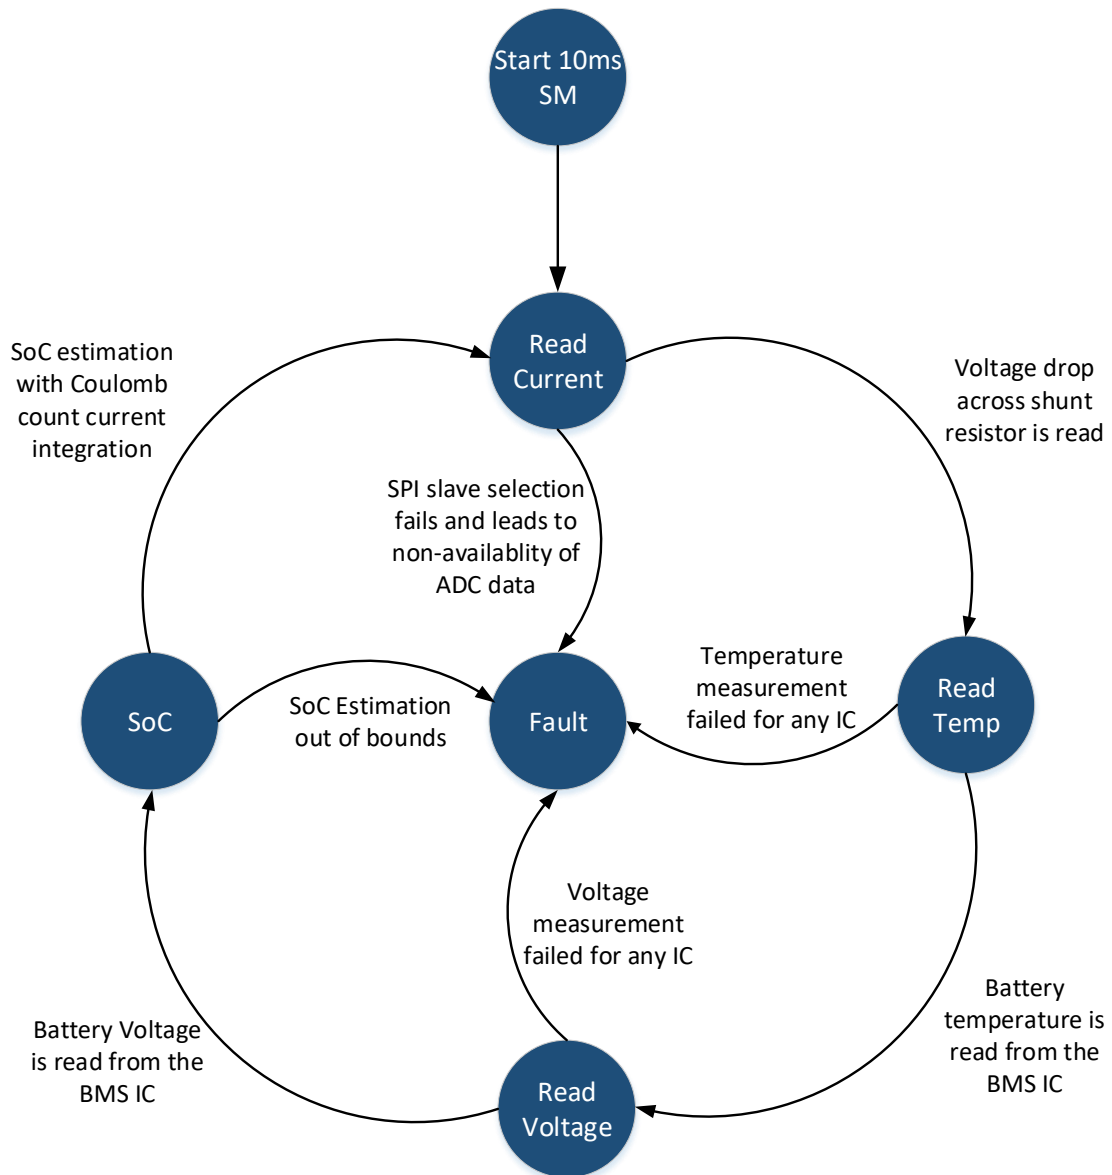 Start 10ms
SM
Read
Current
SoC estimation
with Coulomb
count current
integration
Voltage drop
across shunt
resistor is read
SPI slave selection
fails and leads to
non-availablity of
ADC data
Temperature
measurement
failed for any IC
Read
Temp
SoC
SoC Estimation
out of bounds
Fault
Voltage
measurement
failed for any IC
Battery Voltage
is read from the
BMS IC
Battery
temperature is
read from the
BMS IC
Read
Voltage